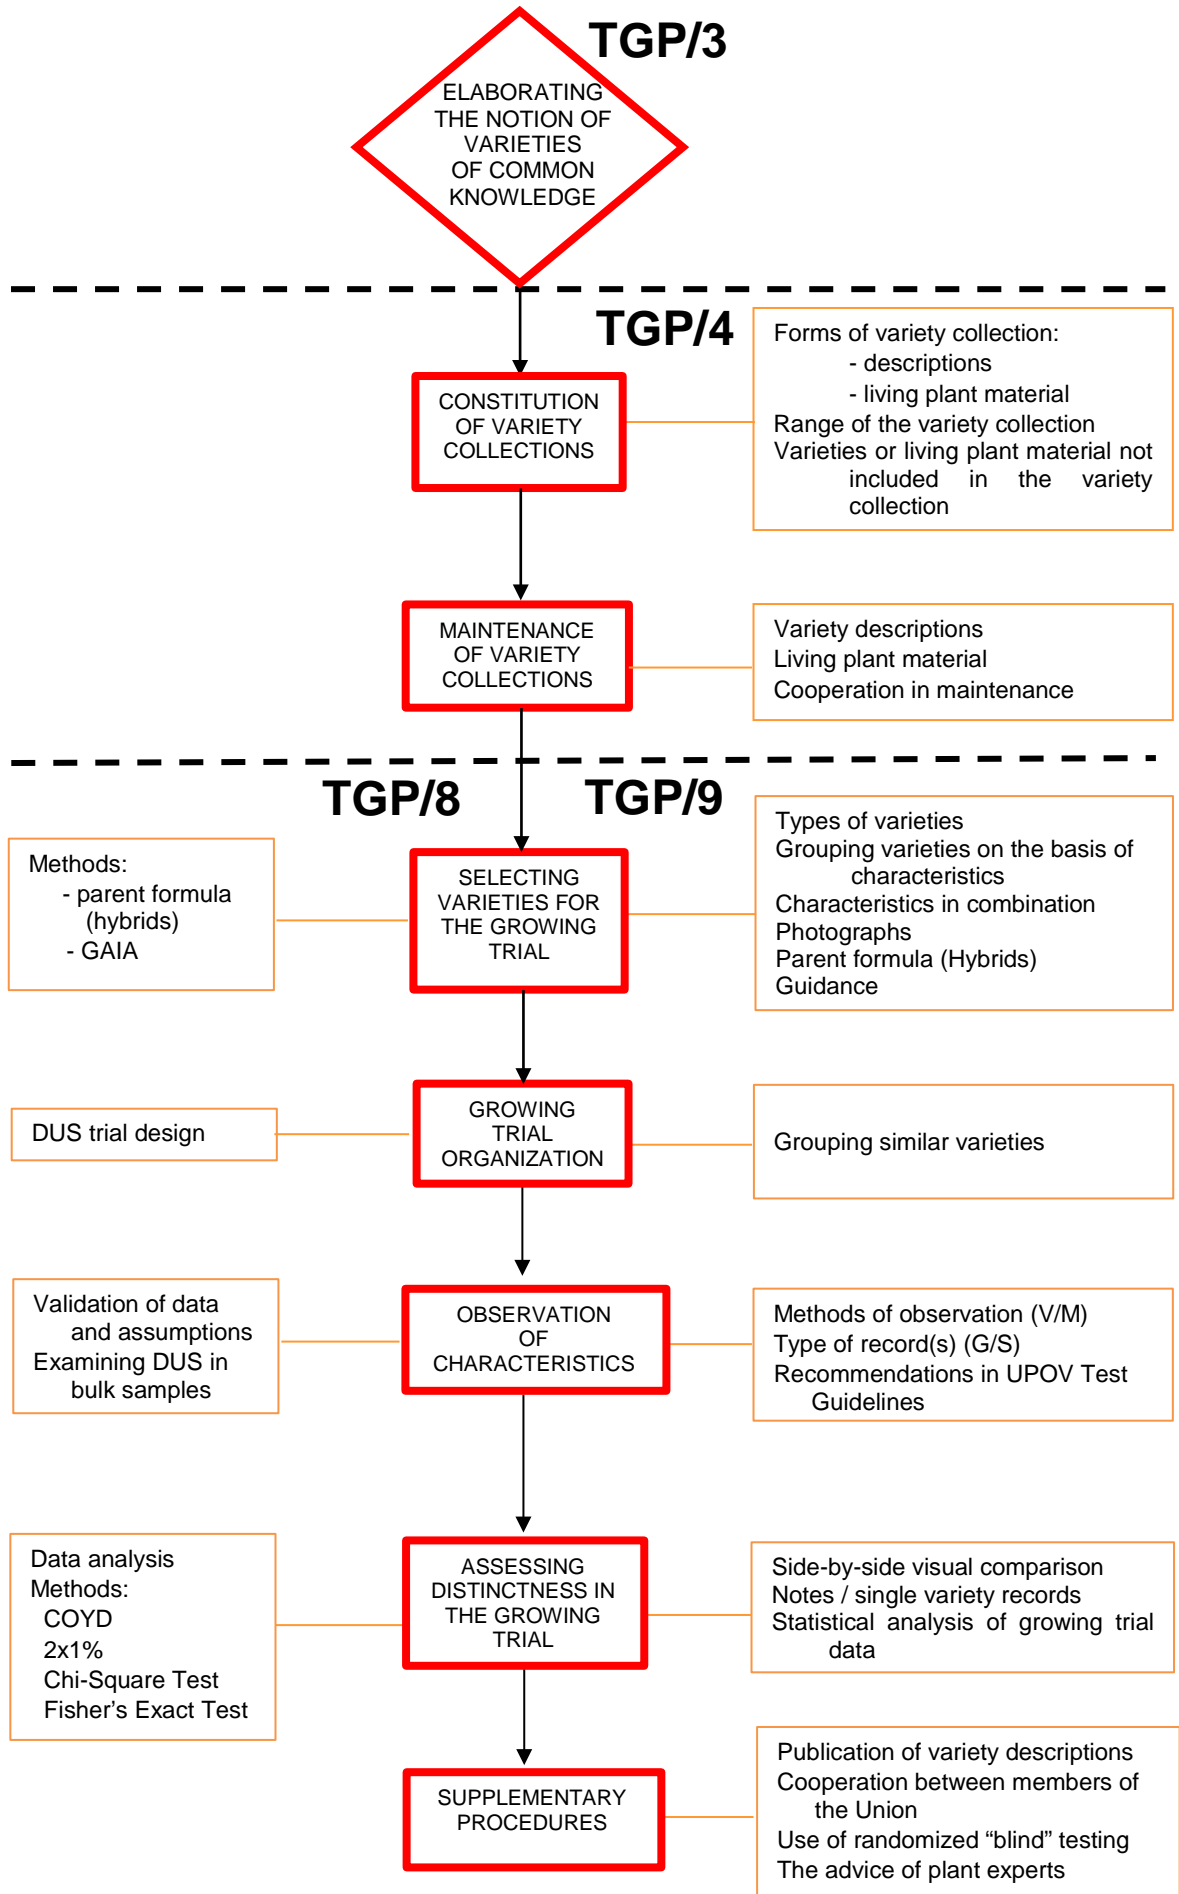 TGP/3
ELABORATING
THE NOTION OF
VARIETIES
OF COMMON
KNOWLEDGE
TGP/4
CONSTITUTION
OF VARIETY
COLLECTIONS
Forms of variety collection:
- descriptions
- living plant material
Range of the variety collection
Varieties or living plant material not
included in the variety
collection
MAINTENANCE
OF VARIETY
COLLECTIONS
Variety descriptions
Living plant material
Cooperation in maintenance
TGP/8
TGP/9
Methods:
- parent formula
(hybrids)
- GAIA
SELECTING
VARIETIES FOR
THE GROWING
TRIAL
Types of varieties
Grouping varieties on the basis of
characteristics
Characteristics in combination
Photographs
Parent formula (Hybrids)
Guidance
DUS trial design
GROWING
TRIAL
ORGANIZATION
Grouping similar varieties
Validation of data
and assumptions
Examining DUS in
bulk samples
OBSERVATION
OF
CHARACTERISTICS
Methods of observation (V/M)
Type of record(s) (G/S)
Recommendations in UPOV Test
Guidelines
Data analysis
Methods:
COYD
2x1%
Chi-Square Test
Fisher’s Exact Test
ASSESSING
DISTINCTNESS IN
THE GROWING
TRIAL
Side-by-side visual comparison
Notes / single variety records
Statistical analysis of growing trial
data
SUPPLEMENTARY
PROCEDURES
Publication of variety descriptions
Cooperation between members of
the Union
Use of randomized “blind” testing
The advice of plant experts